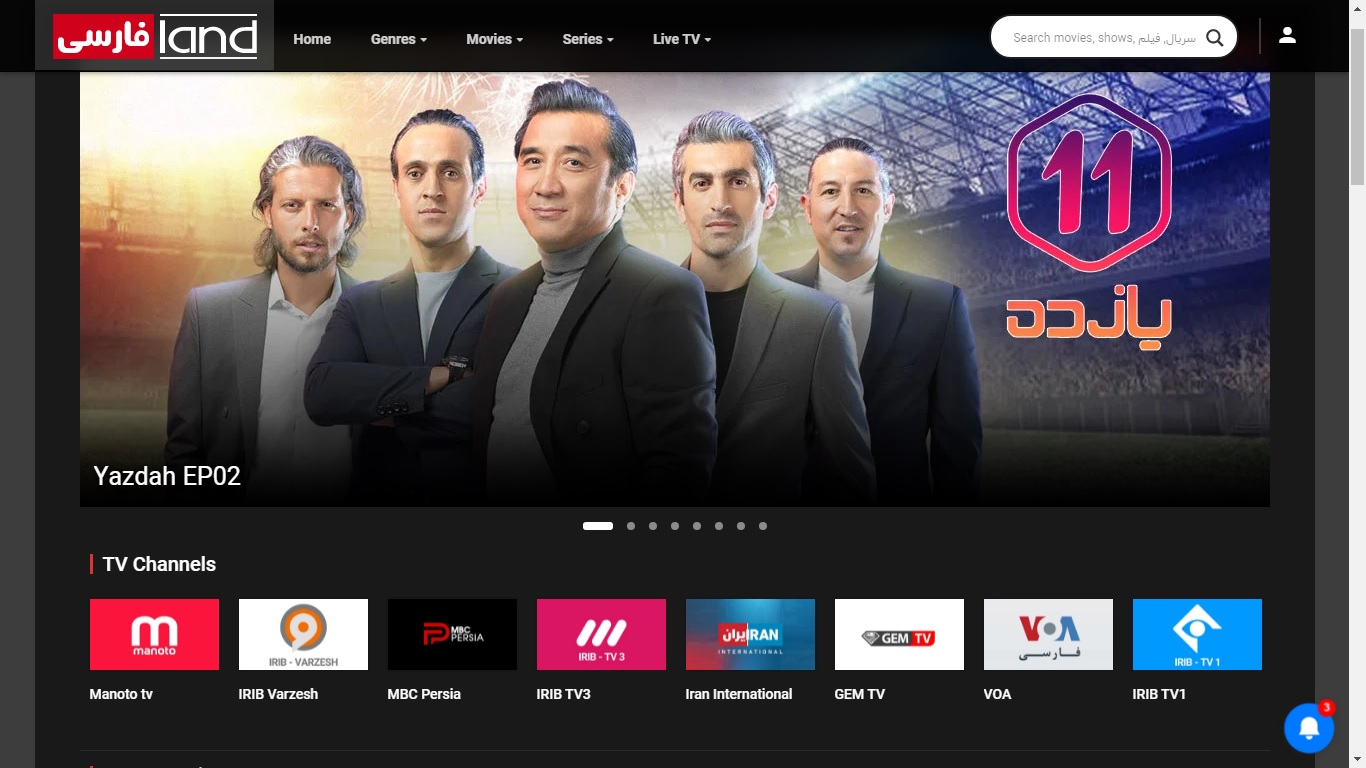 فارسی land
Home Genres Movies Series Live TV
Search movies, shows, سریال, فیلم
11
یازده
Yazdah EP02
TV Channels
manoto
IRIB - VARZESH
MBC PERSIA
IRIB - TV 3
ایران IRAN
INTERNATIONAL
GEM TV
VOA
فارسی
IRIB - TV 1
Manoto tv
IRIB Varzesh
MBC Persia
IRIB TV3
Iran International
GEM TV
VOA
IRIB TV1
3